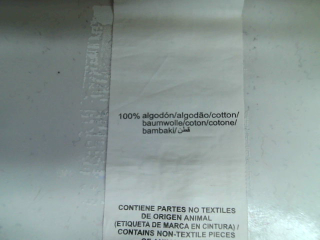 100% algodón/algodão/cotton/
baumwolle/coton/cotone/
bambaki/قطن
CONTIENE PARTES NO TEXTILES
DE ORIGEN ANIMAL
(ETIQUETA DE MARCA EN CINTURA) /
CONTAINS NON-TEXTILE PIECES